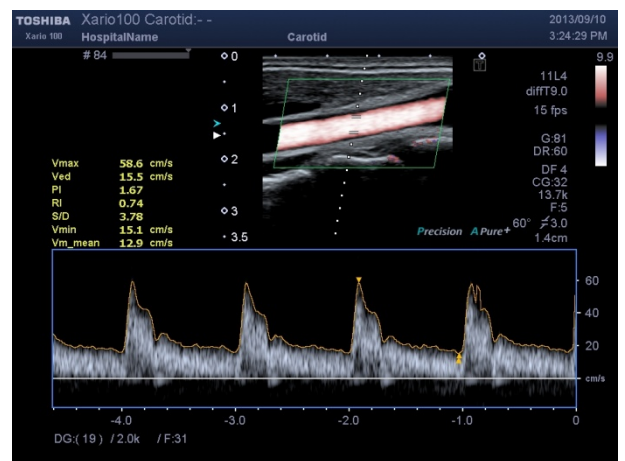 TOSHIBA Xario100 Carotid:- - 2013/09/10
Xario 100 HospitalName Carotid 3:24:29 PM
# 84
0
T
9.9
11L4
diffT9.0
15 fps
1
G:81
DR:60
2
DF 4
CG:32
13.7k
F:5
3
60° 3.0
Precision APure+
1.4cm
3.5
Vmax 58.6 cm/s
Ved 15.5 cm/s
PI 1.67
RI 0.74
S/D 3.78
Vmin 15.1 cm/s
Vm_mean 12.9 cm/s
60
40
20
cm/s
-4.0 -3.0 -2.0 -1.0 0
DG:( 19 ) / 2.0k / F:31